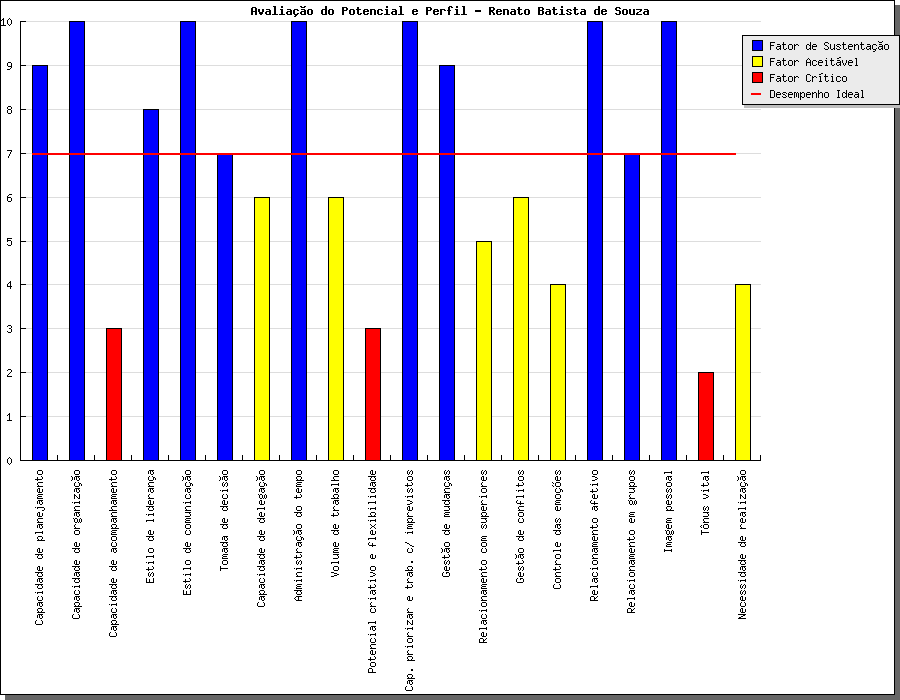 Avaliação do Potencial e Perfil - Renato Batista de Souza
10
9
8
7
6
5
4
3
2
1
0
Fator de Sustentação
Fator Aceitável
Fator Crítico
Desempenho Ideal
Capacidade de planejamento
Capacidade de organização
Capacidade de acompanhamento
Estilo de liderança
Estilo de comunicação
Tomada de decisão
Capacidade de delegação
Administração do tempo
Volume de trabalho
Potencial criativo e flexibilidade
Cap. priorizar e trab. c/ imprevistos
Gestão de mudanças
Relacionamento com superiores
Gestão de conflitos
Controle das emoções
Relacionamento afetivo
Relacionamento em grupos
Imagem pessoal
Tônus vital
Necessidade de realização